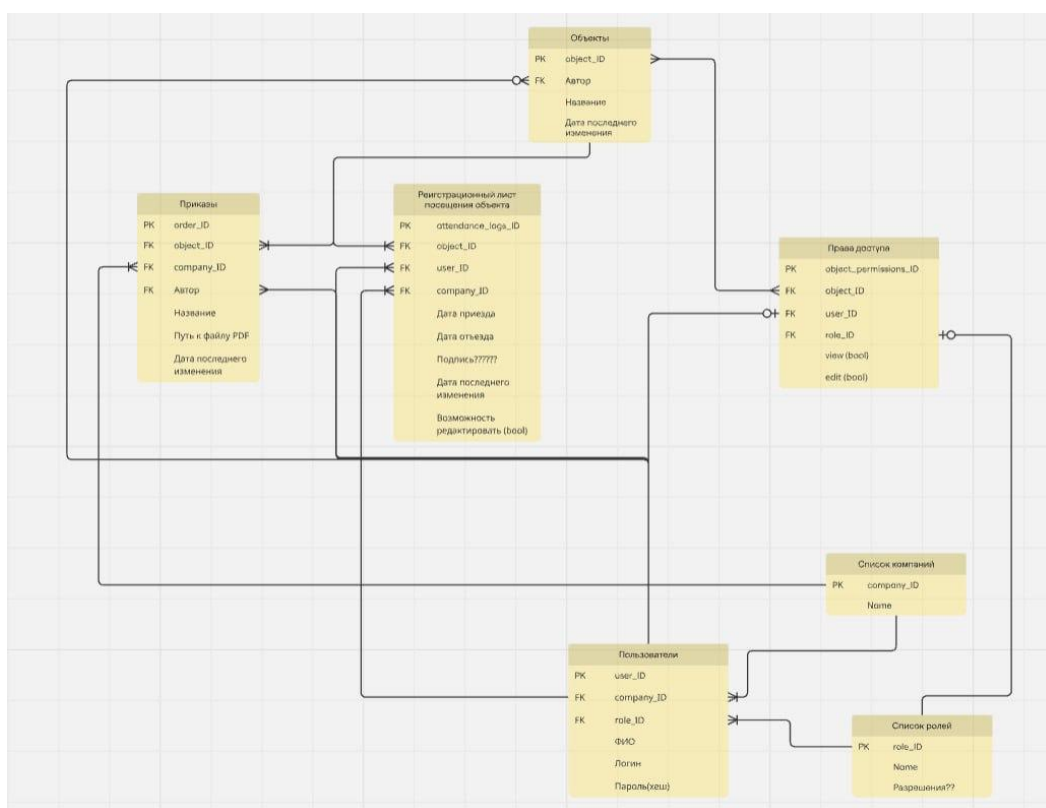 Объекты
PK object_ID
FK Автор
Название
Дата последнего
изменения
Приказы
PK order_ID
FK object_ID
FK company_ID
FK Автор
Название
Путь к файлу PDF
Дата последнего
изменения
Реигстрационный лист
посещения объекта
PK attendance_logs_ID
FK object_ID
FK user_ID
FK company_ID
Дата приезда
Дата отъезда
Подпись??????
Дата последнего
изменения
Возможность
редактировать (bool)
Права доступа
PK object_permissions_ID
FK object_ID
FK user_ID
FK role_ID
view (bool)
edit (bool)
Список компаний
PK company_ID
Name
Пользователи
PK user_ID
FK company_ID
FK role_ID
ФИО
Логин
Пароль(хеш)
Список ролей
PK role_ID
Name
Разрешения??